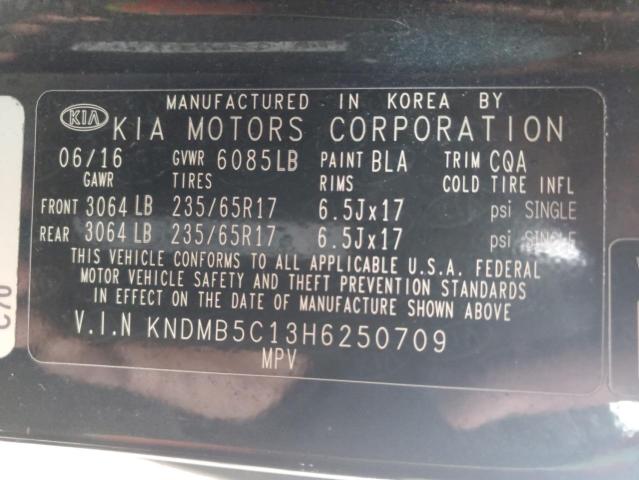 MANUFACTURED IN KOREA BY
KIA KIA MOTORS CORPORATION
06/16 GVWR 6085LB PAINT BLA TRIM CQA
GAWR TIRES RIMS COLD TIRE INFL
FRONT 3064 LB 235/65R17 6.5Jx17 psi SINGLE
REAR 3064 LB 235/65R17 6.5Jx17 psi SINGLE
THIS VEHICLE CONFORMS TO ALL APPLICABLE U.S.A. FEDERAL
MOTOR VEHICLE SAFETY AND THEFT PREVENTION STANDARDS
IN EFFECT ON THE DATE OF MANUFACTURE SHOWN ABOVE
V.I.N KNDMB5C13H6250709
MPV
C70